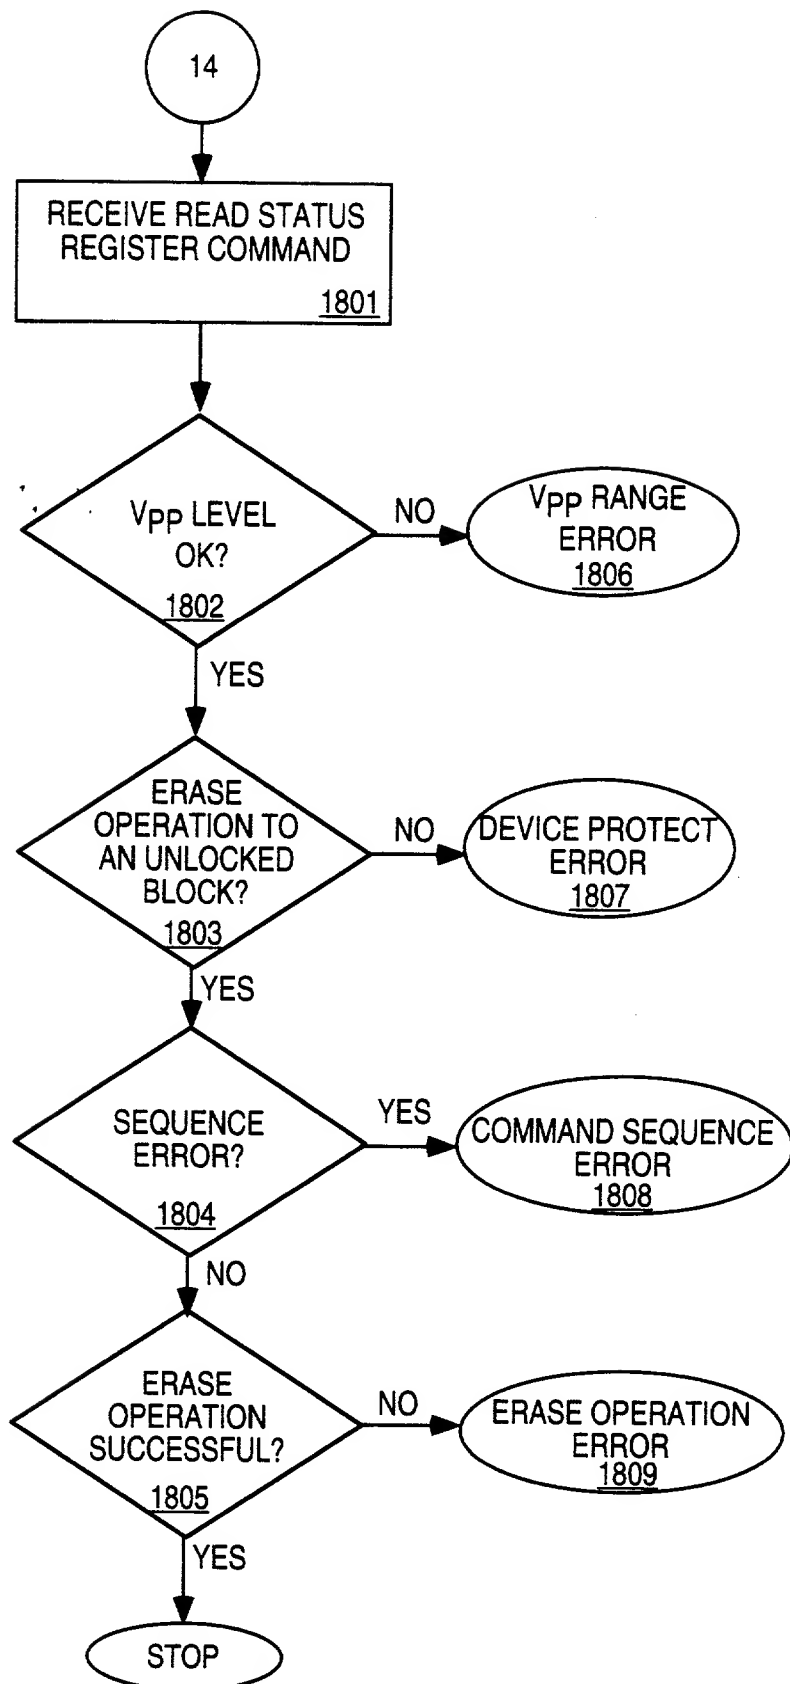 14
RECEIVE READ STATUS
REGISTER COMMAND
1801
Vpp LEVEL
OK?
1802
NO
Vpp RANGE
ERROR
1806
YES
ERASE
OPERATION TO
AN UNLOCKED
BLOCK?
1803
NO
DEVICE PROTECT
ERROR
1807
YES
SEQUENCE
ERROR?
1804
YES
COMMAND SEQUENCE
ERROR
1808
NO
ERASE
OPERATION
SUCCESSFUL?
1805
NO
ERASE OPERATION
ERROR
1809
YES
STOP